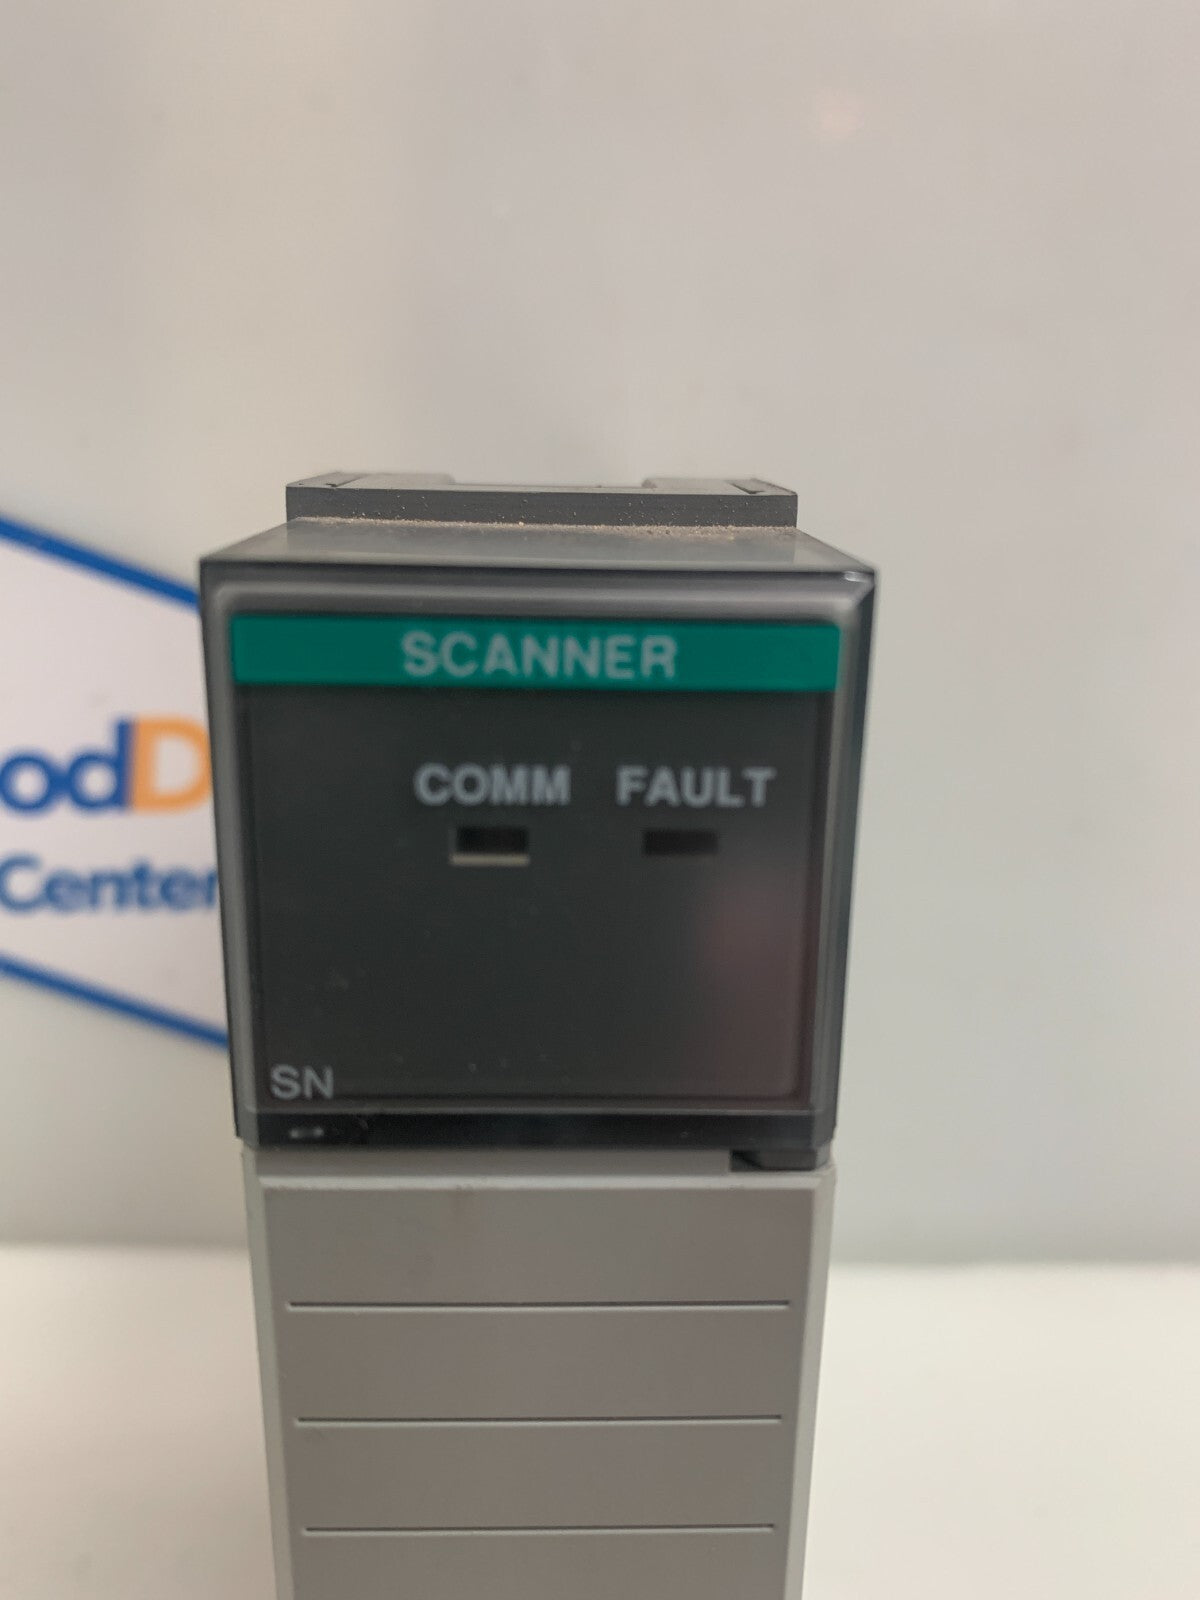 SCANNER
COMM FAULT
odD
Center
SN